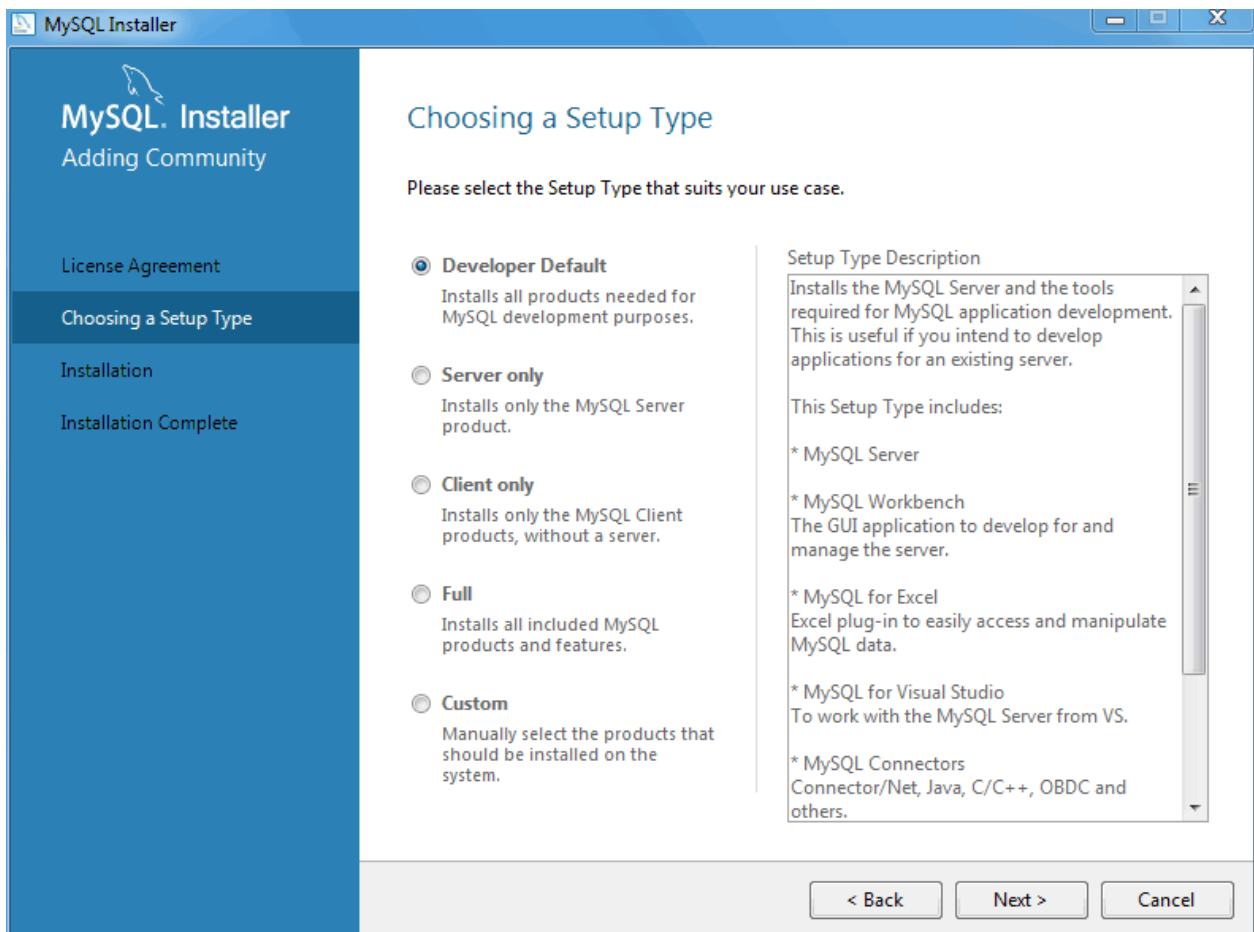 MySQL Installer
MySQL. Installer
Adding Community
License Agreement
Choosing a Setup Type
Installation
Installation Complete
Choosing a Setup Type
Please select the Setup Type that suits your use case.
Developer Default
Installs all products needed for
MySQL development purposes.
Server only
Installs only the MySQL Server
product.
Client only
Installs only the MySQL Client
products, without a server.
Full
Installs all included MySQL
products and features.
Custom
Manually select the products that
should be installed on the
system.
Setup Type Description
Installs the MySQL Server and the tools
required for MySQL application development.
This is useful if you intend to develop
applications for an existing server.
This Setup Type includes:
* MySQL Server
* MySQL Workbench
The GUI application to develop for and
manage the server.
* MySQL for Excel
Excel plug-in to easily access and manipulate
MySQL data.
* MySQL for Visual Studio
To work with the MySQL Server from VS.
* MySQL Connectors
Connector/Net, Java, C/C++, OBDC and
others.
< Back
Next >
Cancel